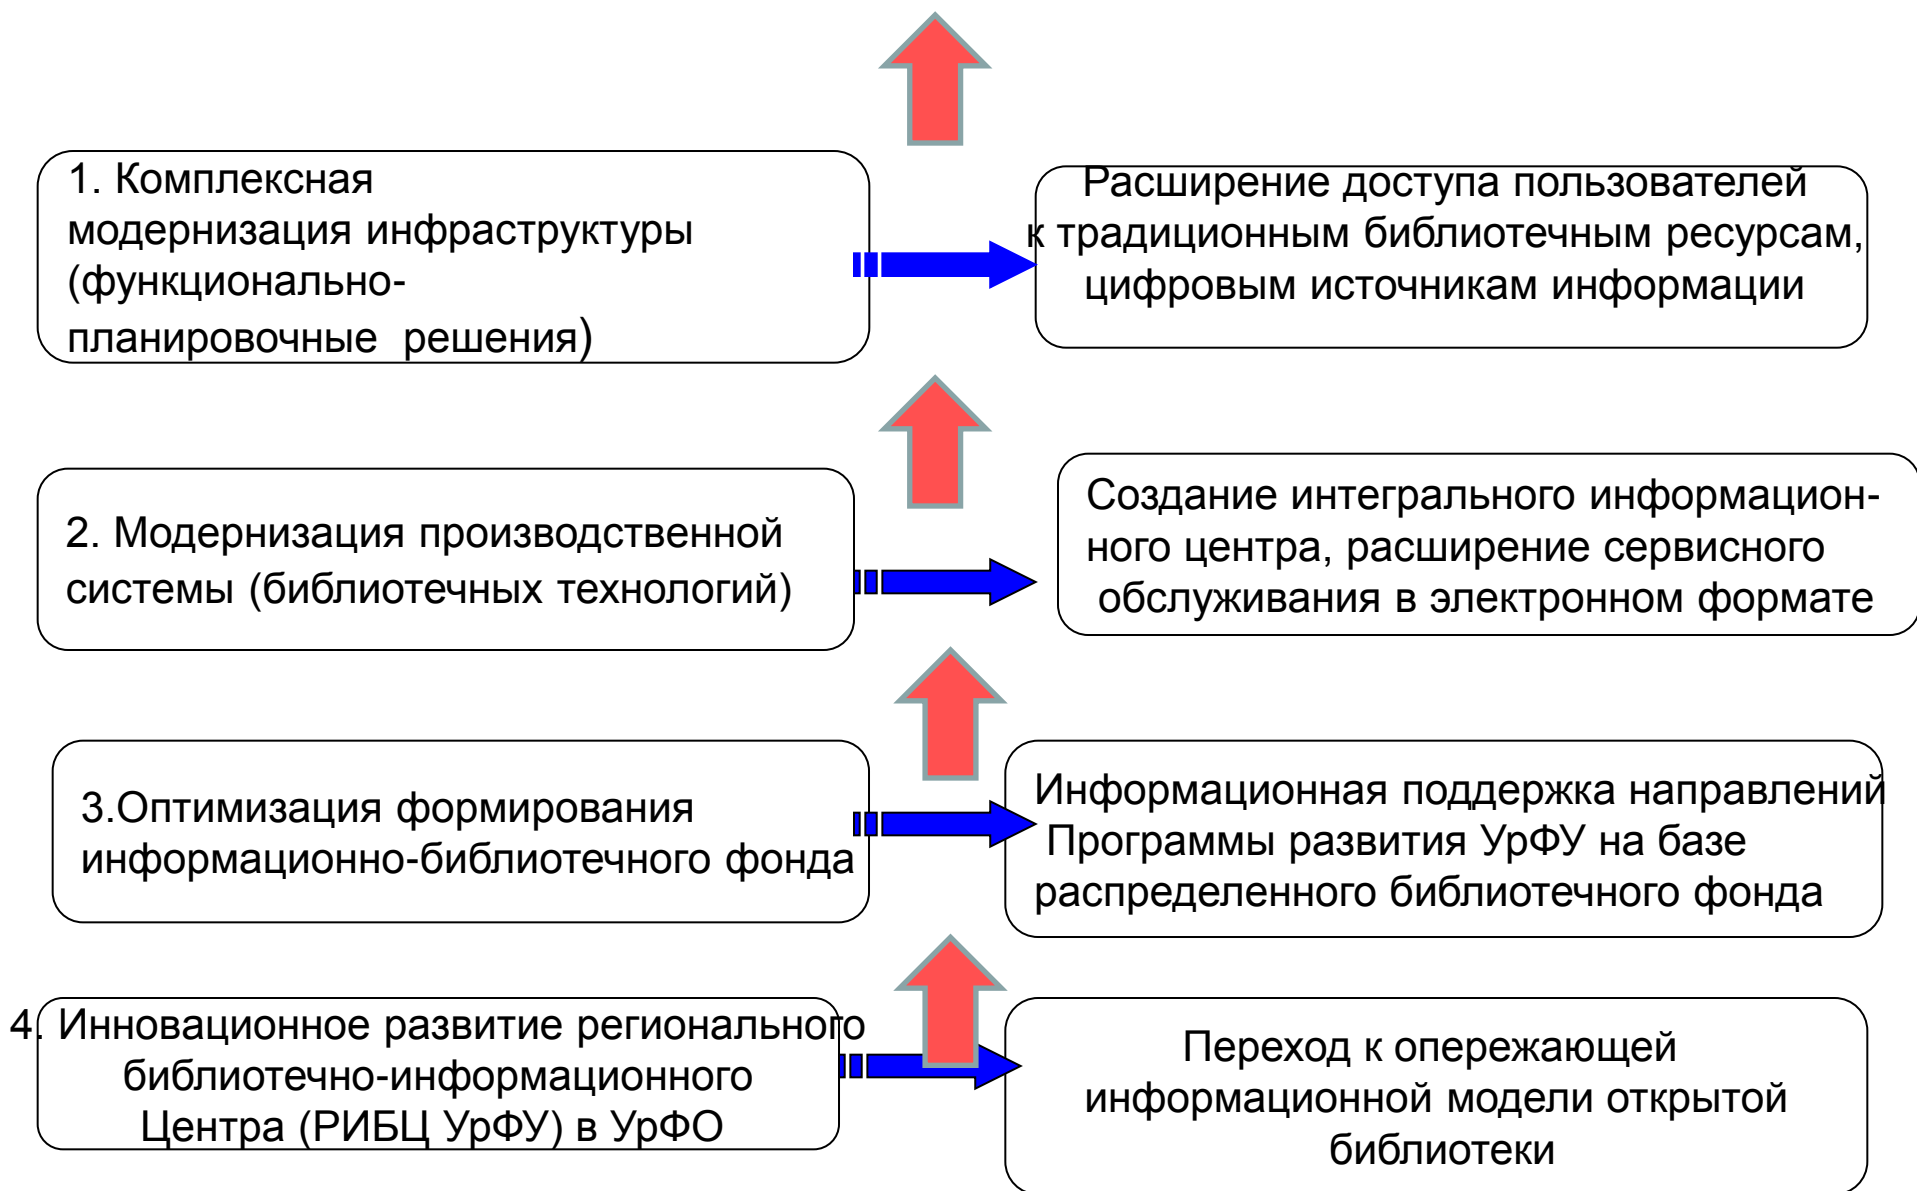 1. Комплексная
модернизация инфраструктуры
(функционально-
планировочные решения)
Расширение доступа пользователей
к традиционным библиотечным ресурсам,
цифровым источникам информации
2. Модернизация производственной
системы (библиотечных технологий)
Создание интегрального информацион-
ного центра, расширение сервисного
обслуживания в электронном формате
3.Оптимизация формирования
информационно-библиотечного фонда
Информационная поддержка направлений
Программы развития УрФУ на базе
распределенного библиотечного фонда
4. Инновационное развитие регионального
библиотечно-информационного
Центра (РИБЦ УрФУ) в УрФО
Переход к опережающей
информационной модели открытой
библиотеки